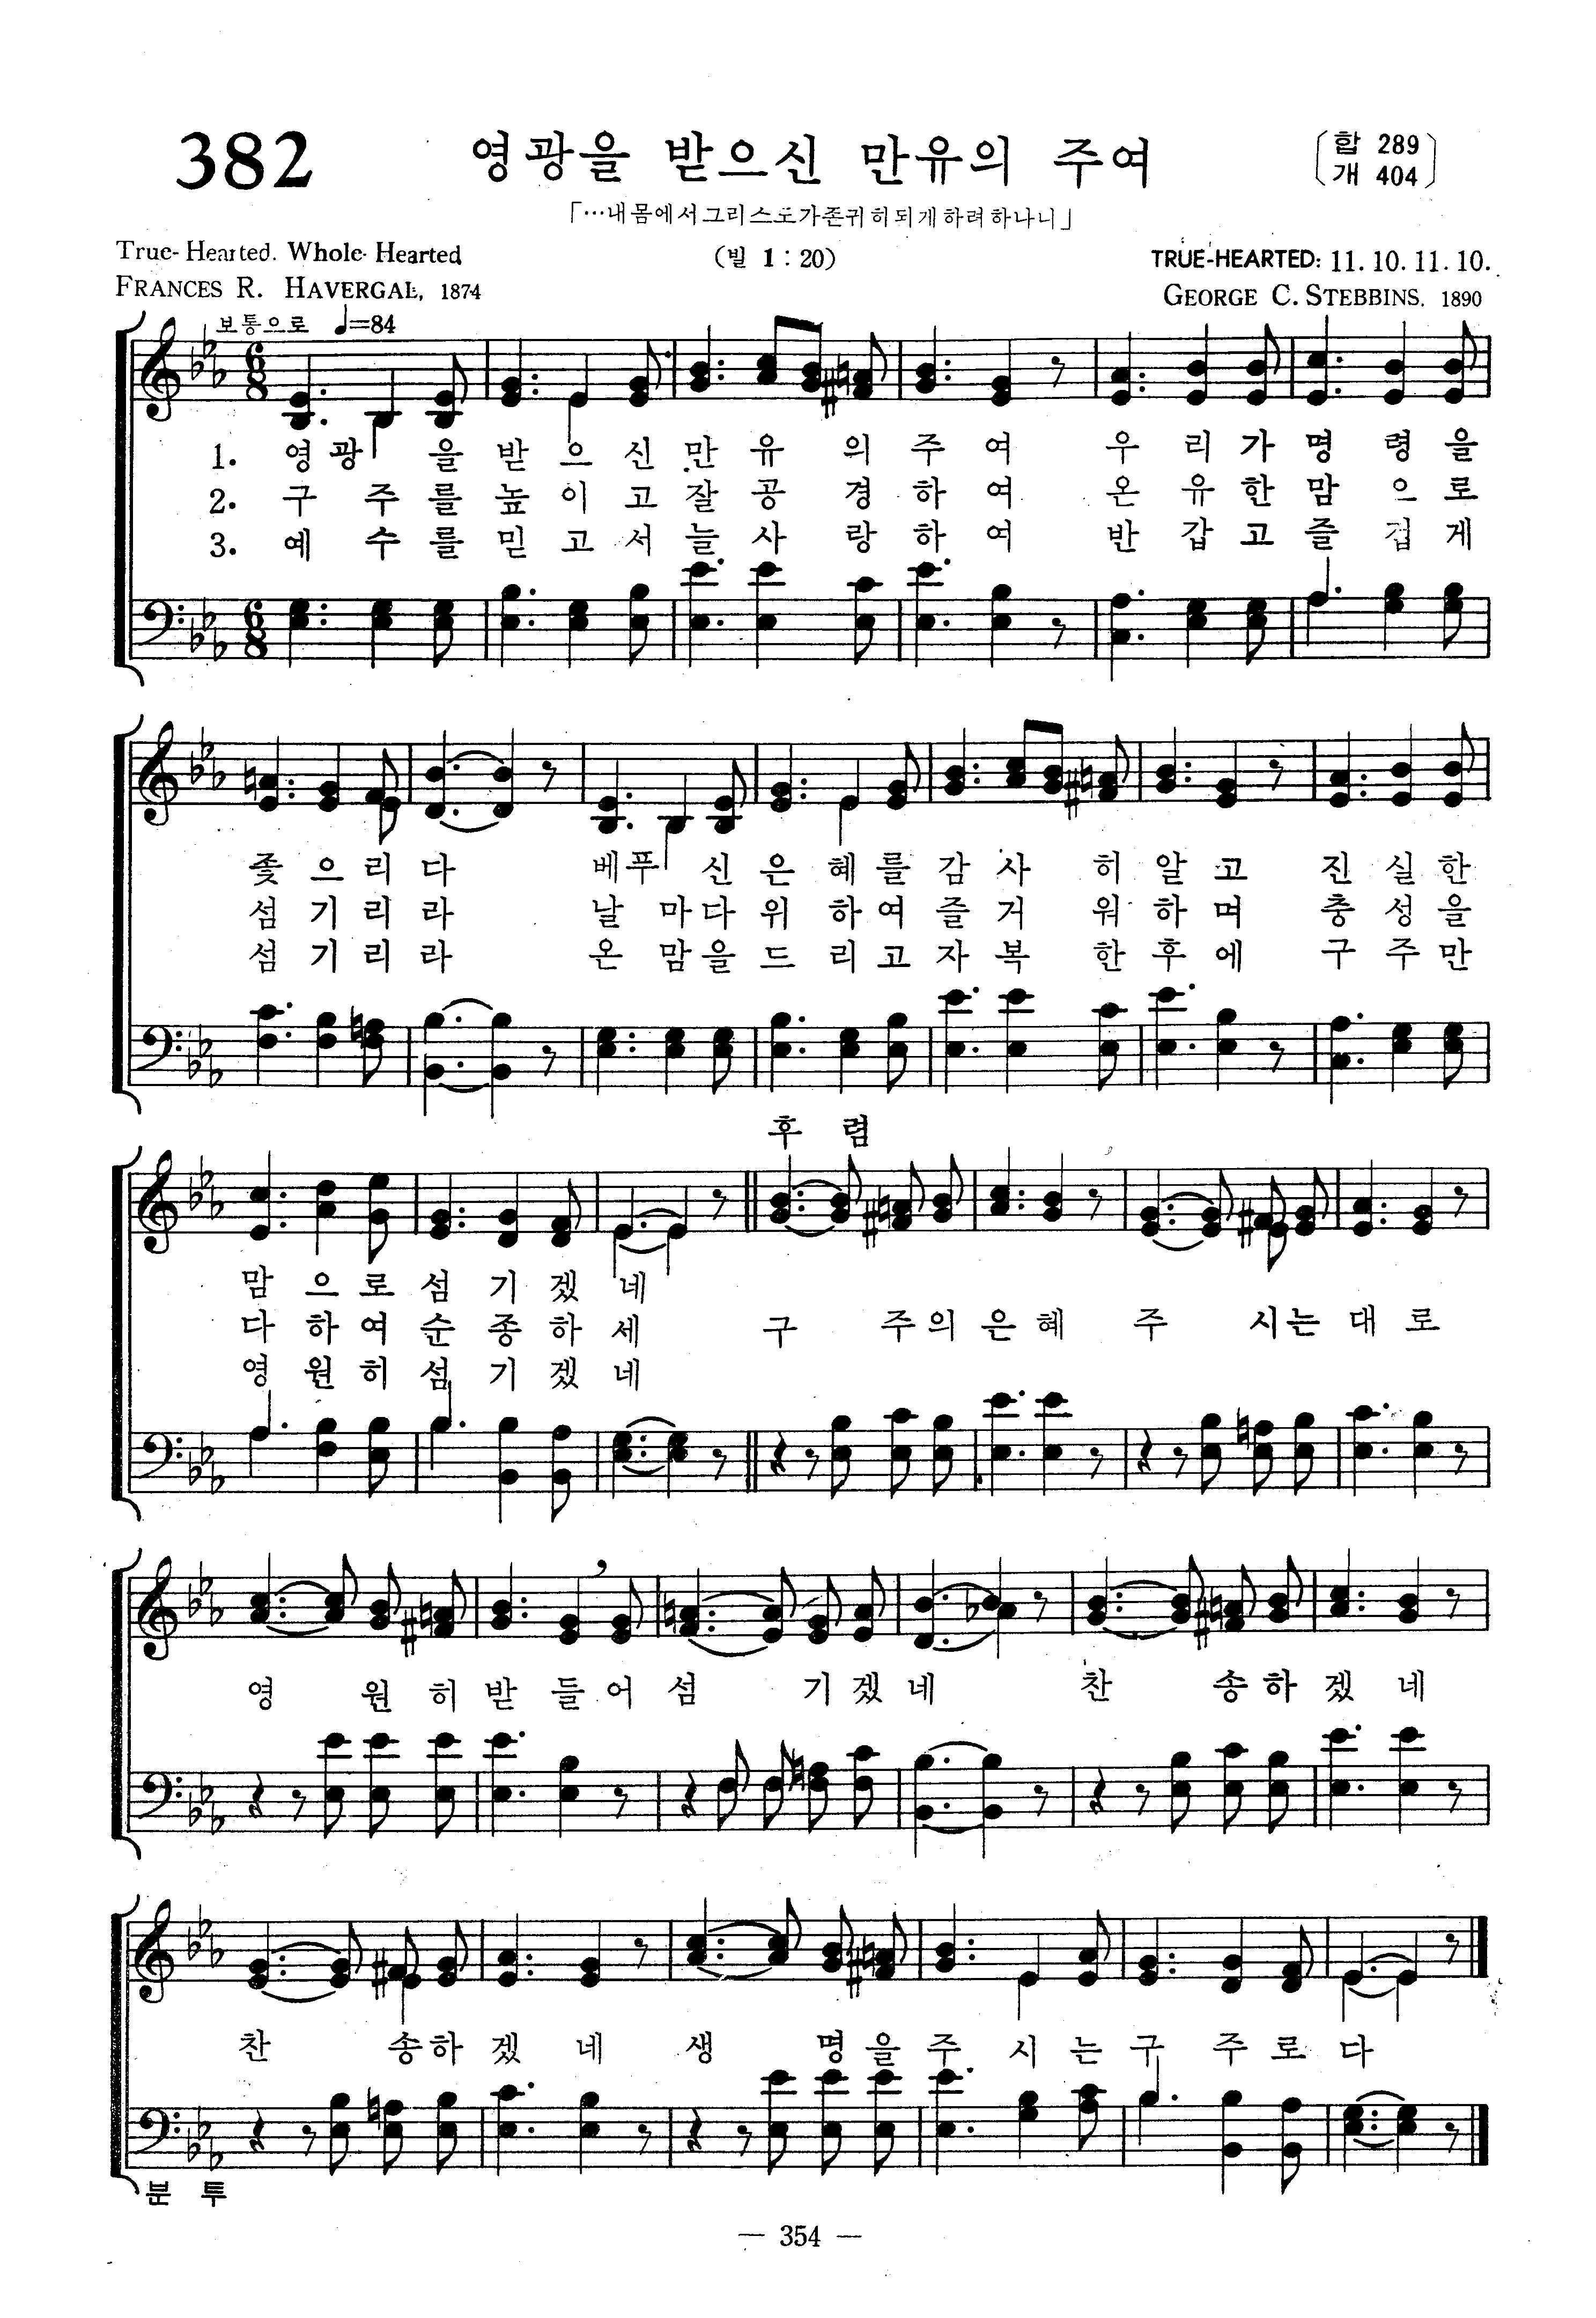 382 영광을 받으신 만유의 주여 〔합 289 개 404〕
「…내몸에서그리스도가존귀히되게하려하나니」
True-Hearted. Whole-Hearted (빌 1:20) TRUE-HEARTED: 11. 10. 11. 10.
FRANCES R. HAVERGAL, 1874 GEORGE C. STEBBINS. 1890
보통으로 ♩=84
1. 영광을 받으신 만유의 주여 우리가 명령을
2. 구주를 높이고 잘공경하여 온유한 맘으로
3. 예수를 믿고서 늘사랑하여 반갑고 즐겁게
좇으리다 베푸신 은혜를 감사히 알고 진실한
섬기리라 날마다 위하여 즐거워하며 충성을
섬기리라 온맘을 드리고 자복한 후에 구주만
후렴
맘으로 섬기겠네
다하여 순종하세 구주의 은혜 주시는 대로
영원히 섬기겠네
영원히 받들어 섬기겠네 찬송하겠네
찬송하겠네 생명을 주시는 구주로다
분투
— 354 —